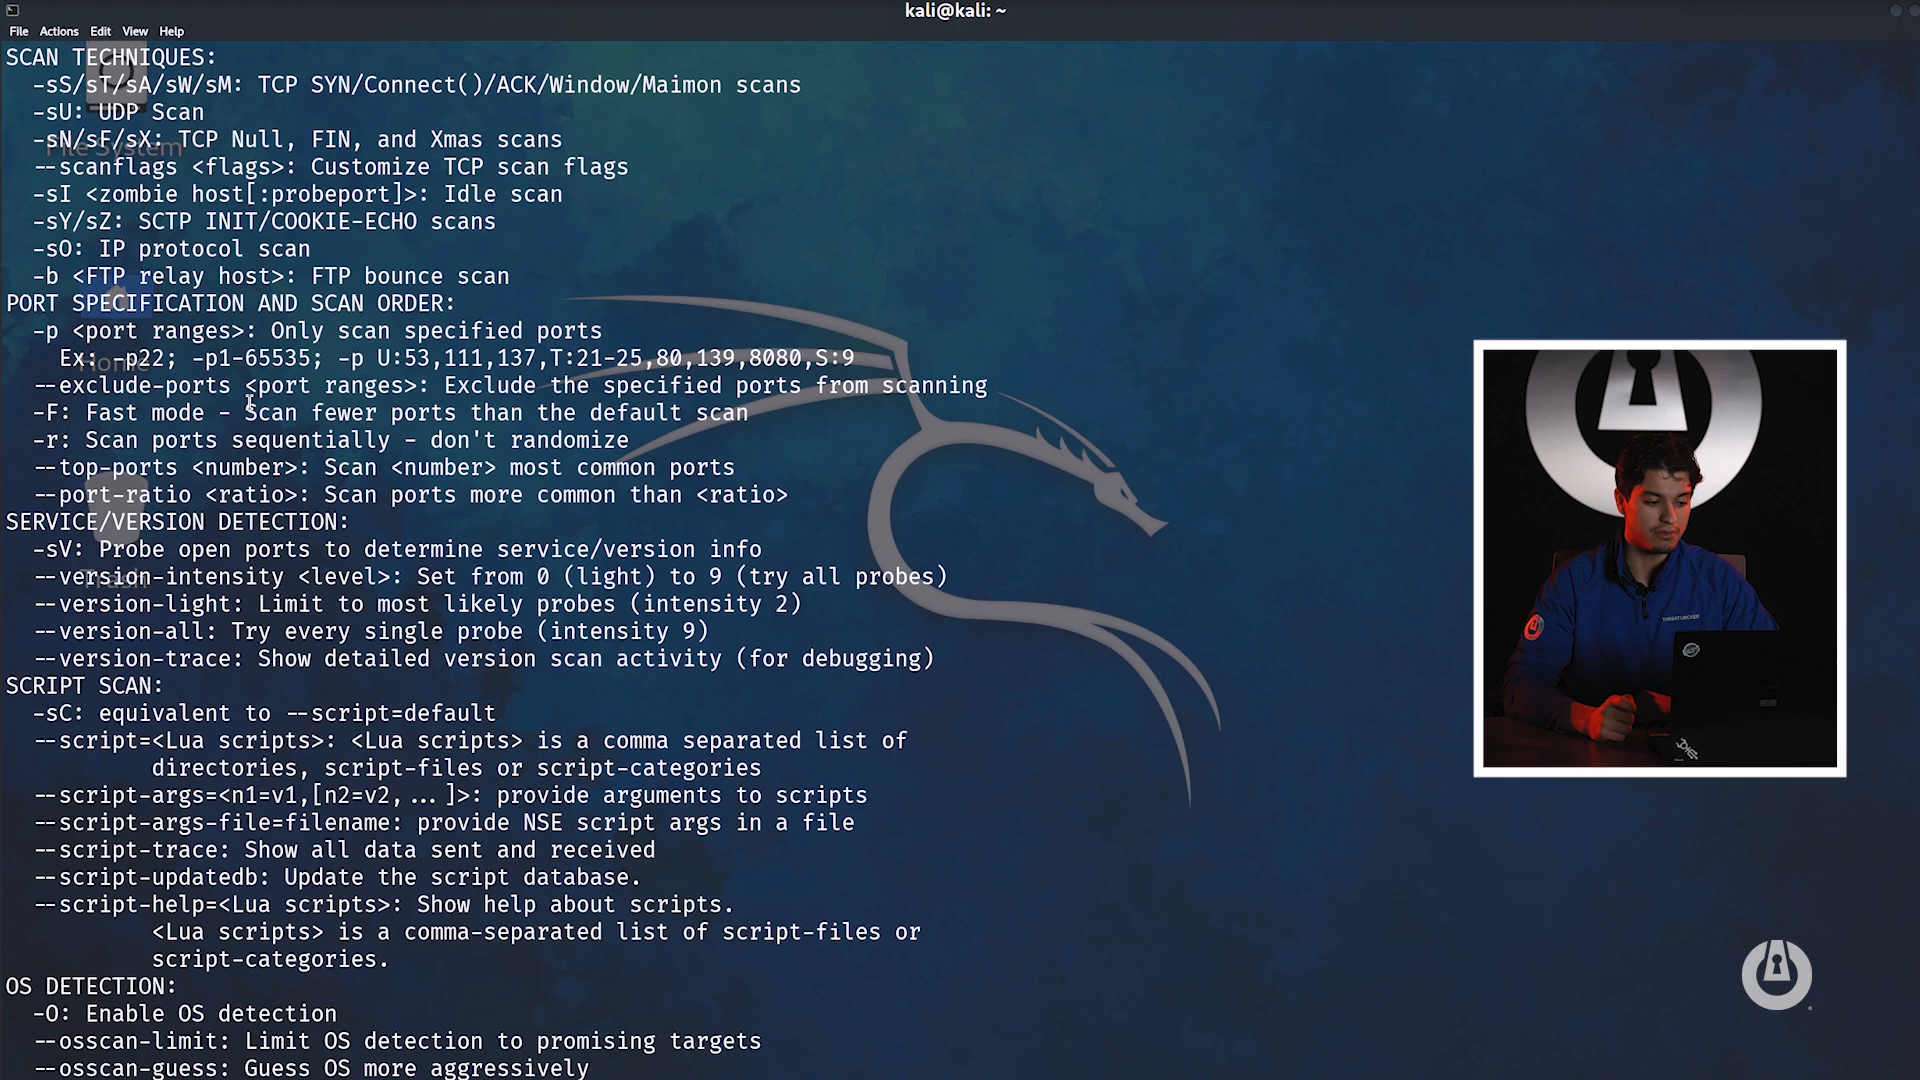 kali@kali: ~
File Actions Edit View Help
SCAN TECHNIQUES:
-sS/sT/sA/sW/sM: TCP SYN/Connect()/ACK/Window/Maimon scans
-sU: UDP Scan
-sN/sF/sX: TCP Null, FIN, and Xmas scans
File System
--scanflags <flags>: Customize TCP scan flags
-sI <zombie host[:probeport]>: Idle scan
-sY/sZ: SCTP INIT/COOKIE-ECHO scans
-sO: IP protocol scan
-b <FTP relay host>: FTP bounce scan
PORT SPECIFICATION AND SCAN ORDER:
-p <port ranges>: Only scan specified ports
Ex: -p22; -p1-65535; -p U:53,111,137,T:21-25,80,139,8080,S:9
Home
--exclude-ports <port ranges>: Exclude the specified ports from scanning
-F: Fast mode - Scan fewer ports than the default scan
-r: Scan ports sequentially - don't randomize
--top-ports <number>: Scan <number> most common ports
--port-ratio <ratio>: Scan ports more common than <ratio>
SERVICE/VERSION DETECTION:
-sV: Probe open ports to determine service/version info
--version-intensity <level>: Set from 0 (light) to 9 (try all probes)
Trash
--version-light: Limit to most likely probes (intensity 2)
--version-all: Try every single probe (intensity 9)
--version-trace: Show detailed version scan activity (for debugging)
SCRIPT SCAN:
-sC: equivalent to --script=default
--script=<Lua scripts>: <Lua scripts> is a comma separated list of
directories, script-files or script-categories
--script-args=<n1=v1,[n2=v2,...]>: provide arguments to scripts
--script-args-file=filename: provide NSE script args in a file
--script-trace: Show all data sent and received
--script-updatedb: Update the script database.
--script-help=<Lua scripts>: Show help about scripts.
<Lua scripts> is a comma-separated list of script-files or
script-categories.
OS DETECTION:
-O: Enable OS detection
--osscan-limit: Limit OS detection to promising targets
--osscan-guess: Guess OS more aggressively
THREATLOCKER